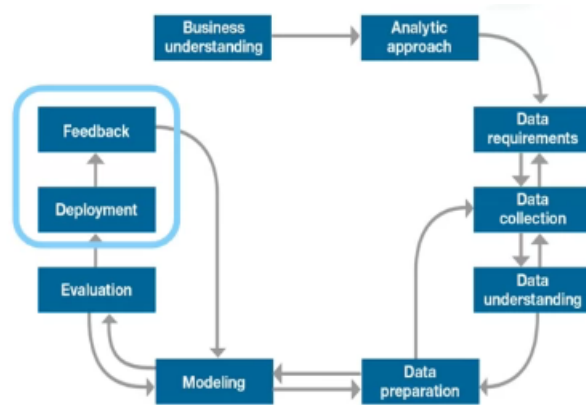 Business
understanding
Analytic
approach
Feedback
Data
requirements
Deployment
Data
collection
Evaluation
Data
understanding
Modeling
Data
preparation